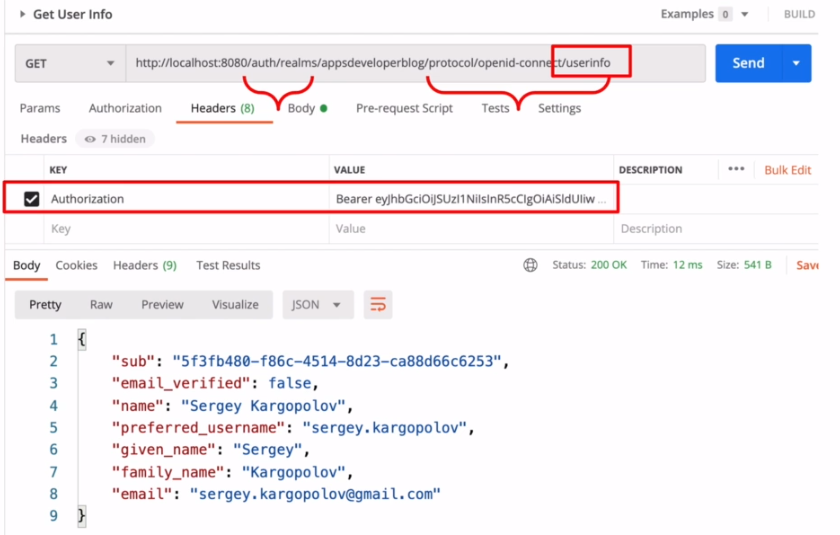 Get User Info Examples 0 BUILD
GET http://localhost:8080/auth/realms/appsdeveloperblog/protocol/openid-connect/userinfo Send
Params Authorization Headers (8) Body Pre-request Script Tests Settings
Headers 7 hidden
KEY VALUE DESCRIPTION ••• Bulk Edit
Authorization Bearer eyJhbGciOiJSUzI1NiIsInR5cCIgOiAiSldUIiw ...
Key Value Description
Body Cookies Headers (9) Test Results Status: 200 OK Time: 12 ms Size: 541 B Save
Pretty Raw Preview Visualize JSON
1 {
2 "sub": "5f3fb480-f86c-4514-8d23-ca88d66c6253",
3 "email_verified": false,
4 "name": "Sergey Kargopolov",
5 "preferred_username": "sergey.kargopolov",
6 "given_name": "Sergey",
7 "family_name": "Kargopolov",
8 "email": "sergey.kargopolov@gmail.com"
9 }